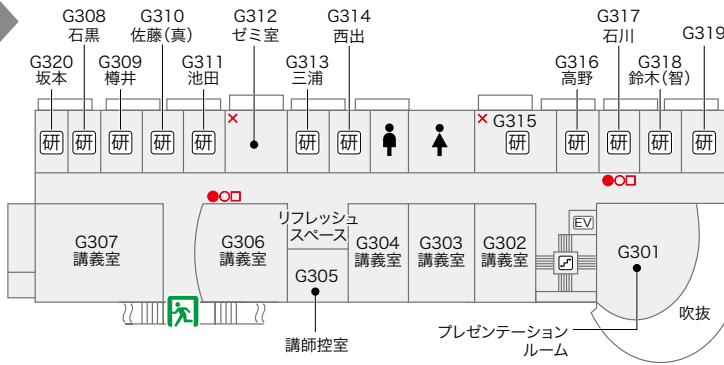 G308
石黒
G310
佐藤（真）
G312
ゼミ室
G314
西出
G317
石川
G319
G320
坂本
G309
樽井
G311
池田
G313
三浦
G316
高野
G318
鈴木（智）
G315
研
研
研
研
研
研
研
研
研
研
研
研
G307
講義室
G306
講義室
リフレッシュ
スペース
G305
G304
講義室
G303
講義室
G302
講義室
EV
G301
吹抜
講師控室
プレゼンテーション
ルーム